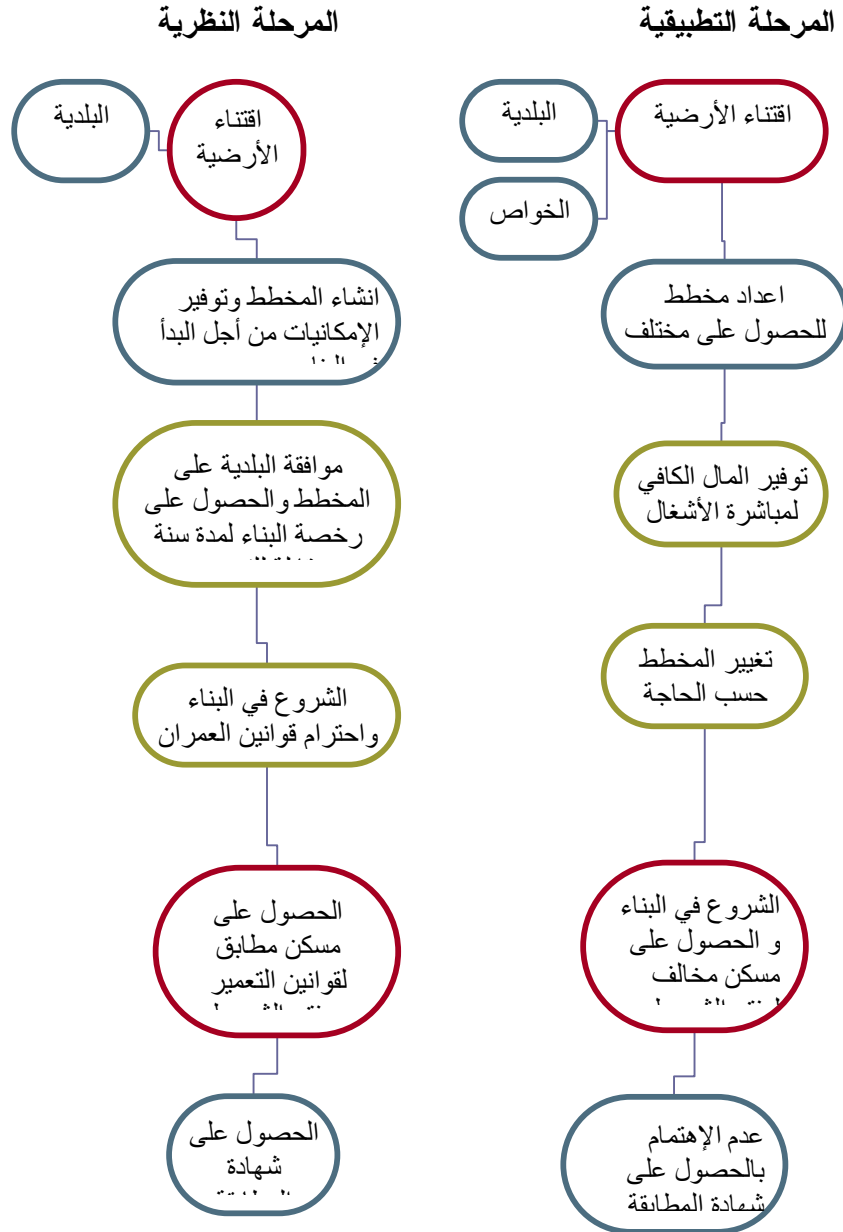 المرحلة التطبيقية
اقتناء الأرضية
البلدية
الخواص
اعداد مخطط
للحصول على مختلف
توفير المال الكافي
لمباشرة الأشغال
تغيير المخطط
حسب الحاجة
الشروع في البناء
و الحصول على
مسكن مخالف
عدم الإهتمام
بالحصول على
شهادة المطابقة
المرحلة النظرية
اقتناء
الأرضية
البلدية
انشاء المخطط وتوفير
الإمكانيات من أجل البدأ
موافقة البلدية على
المخطط والحصول على
رخصة البناء لمدة سنة
الشروع في البناء
واحترام قوانين العمران
الحصول على
مسكن مطابق
لقوانين التعمير
الحصول على
شهادة